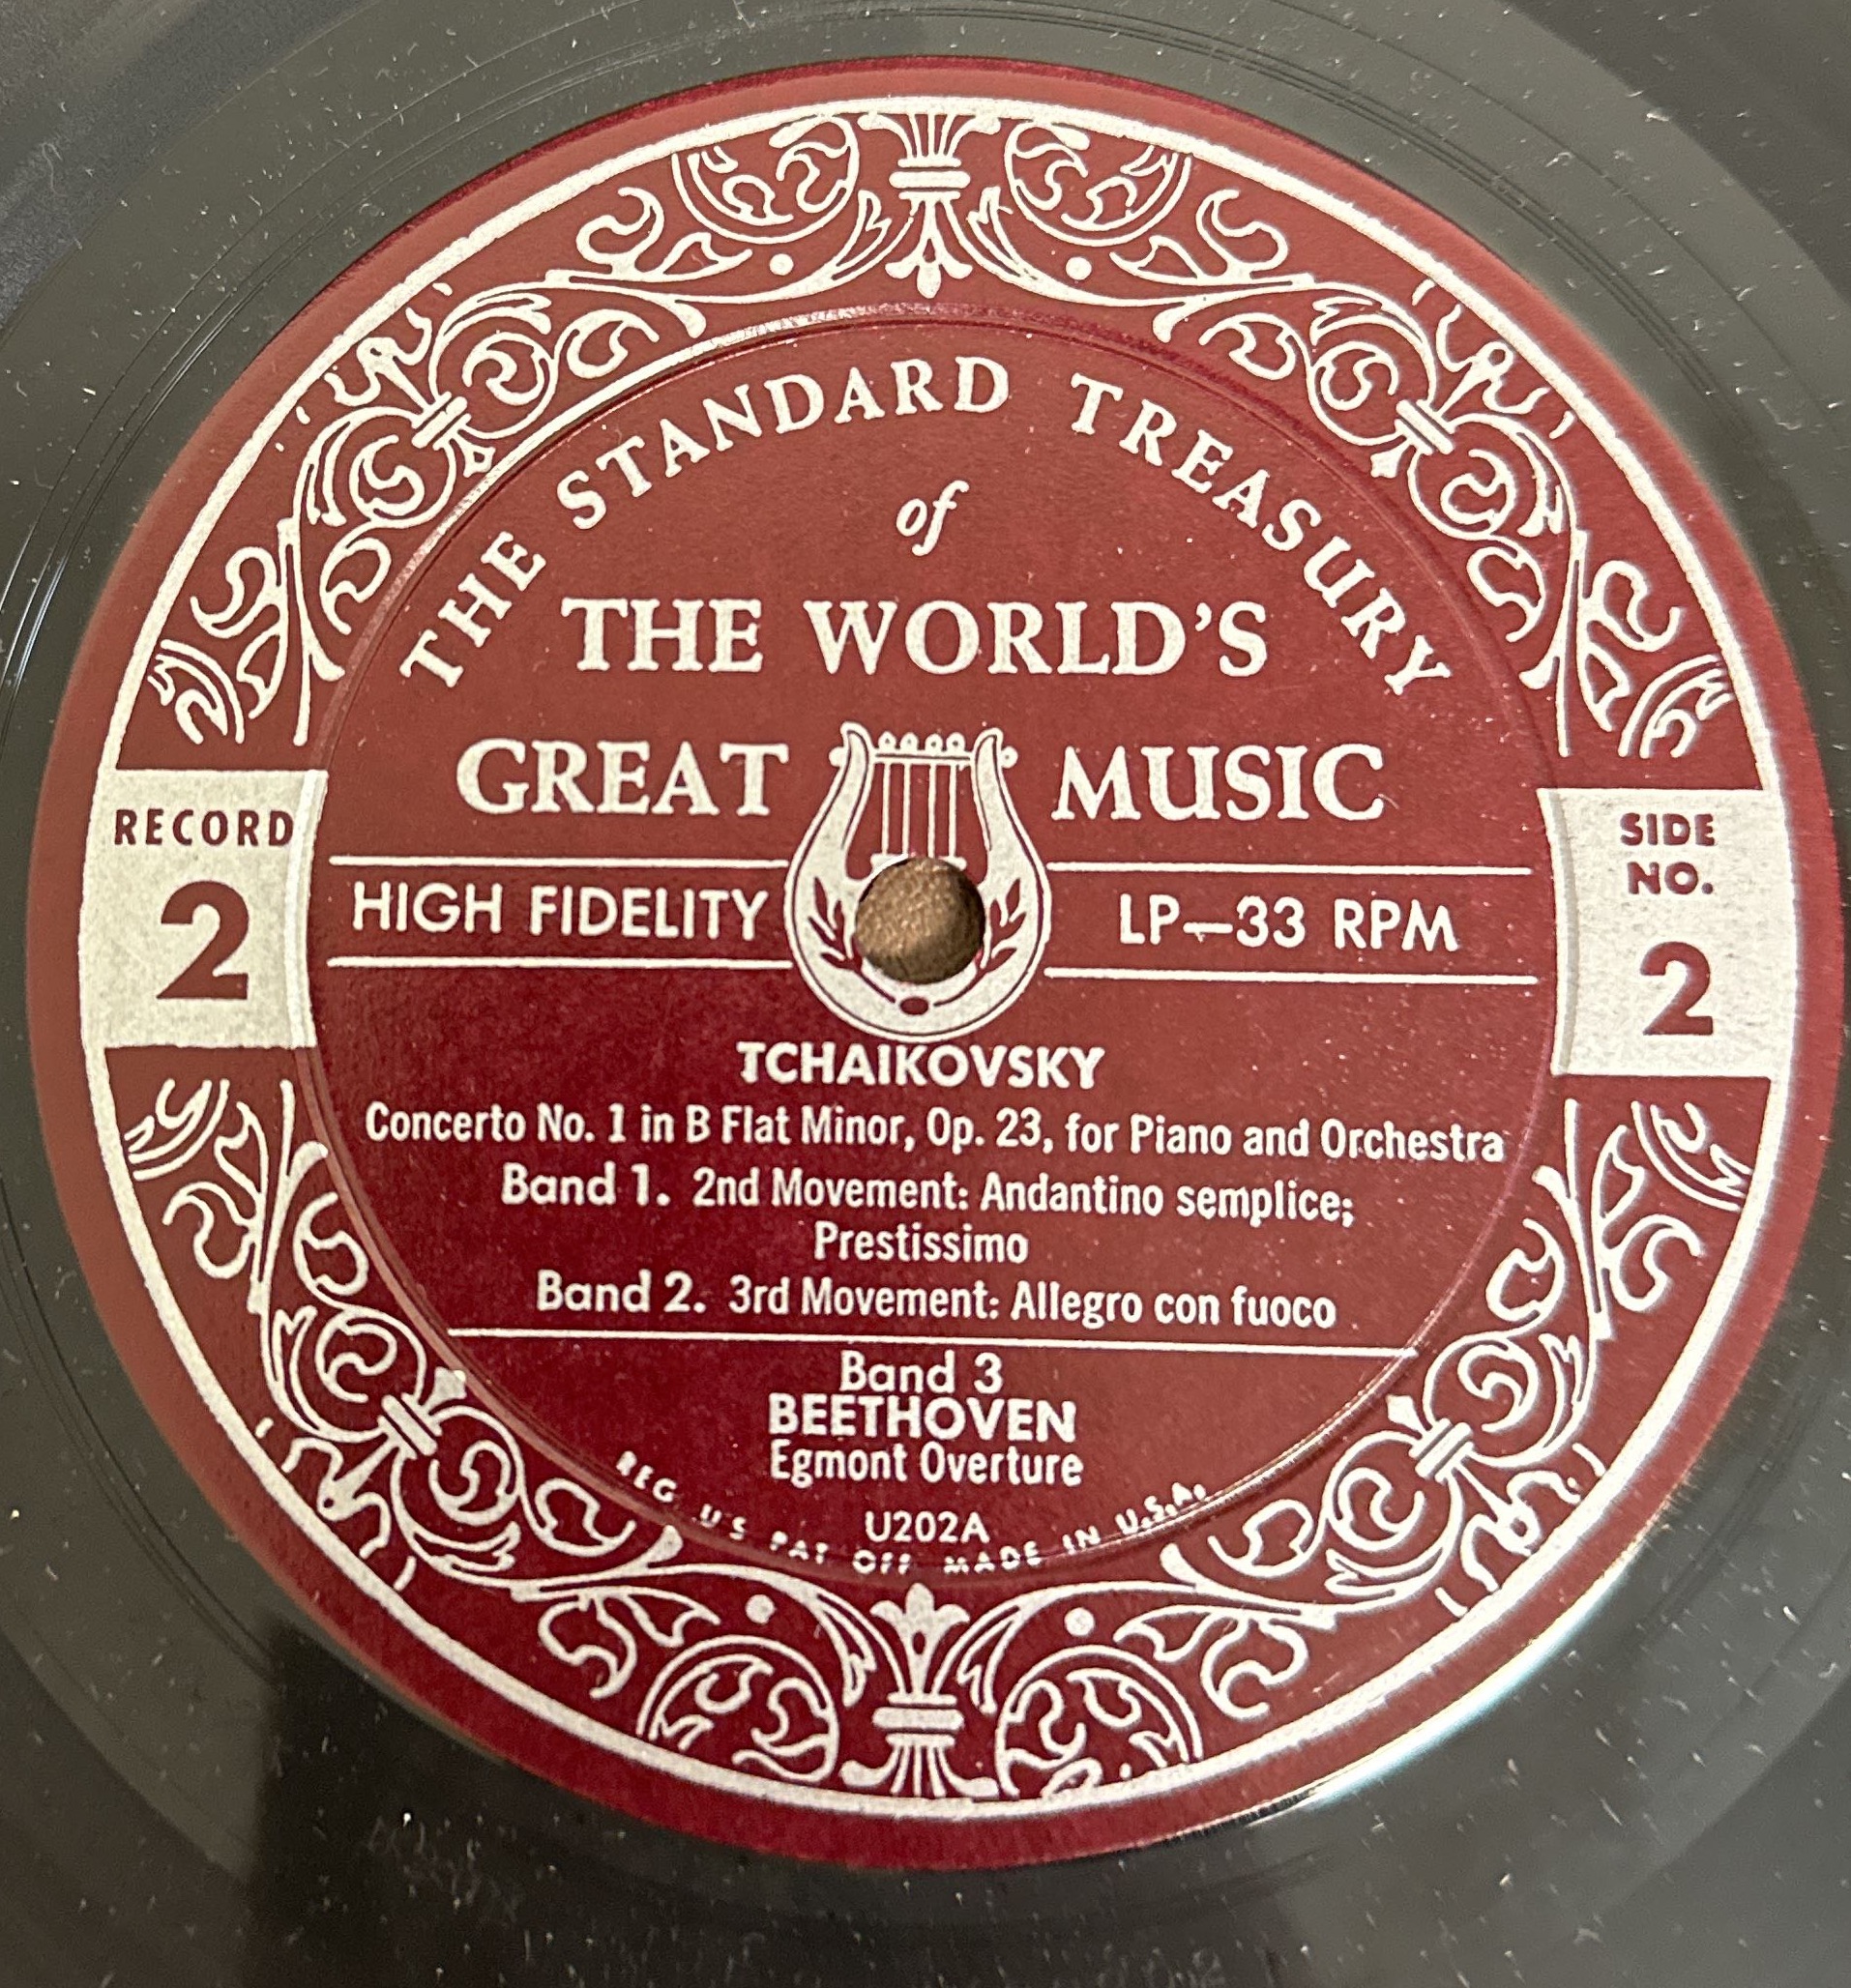 THE STANDARD TREASURY
of
THE WORLD'S
GREAT MUSIC
RECORD
2
HIGH FIDELITY
LP—33 RPM
SIDE
NO.
2
TCHAIKOVSKY
Concerto No. 1 in B Flat Minor, Op. 23, for Piano and Orchestra
Band 1. 2nd Movement: Andantino semplice;
Prestissimo
Band 2. 3rd Movement: Allegro con fuoco
Band 3
BEETHOVEN
Egmont Overture
U202A
REG U S PAT OFF MADE IN U.S.A.